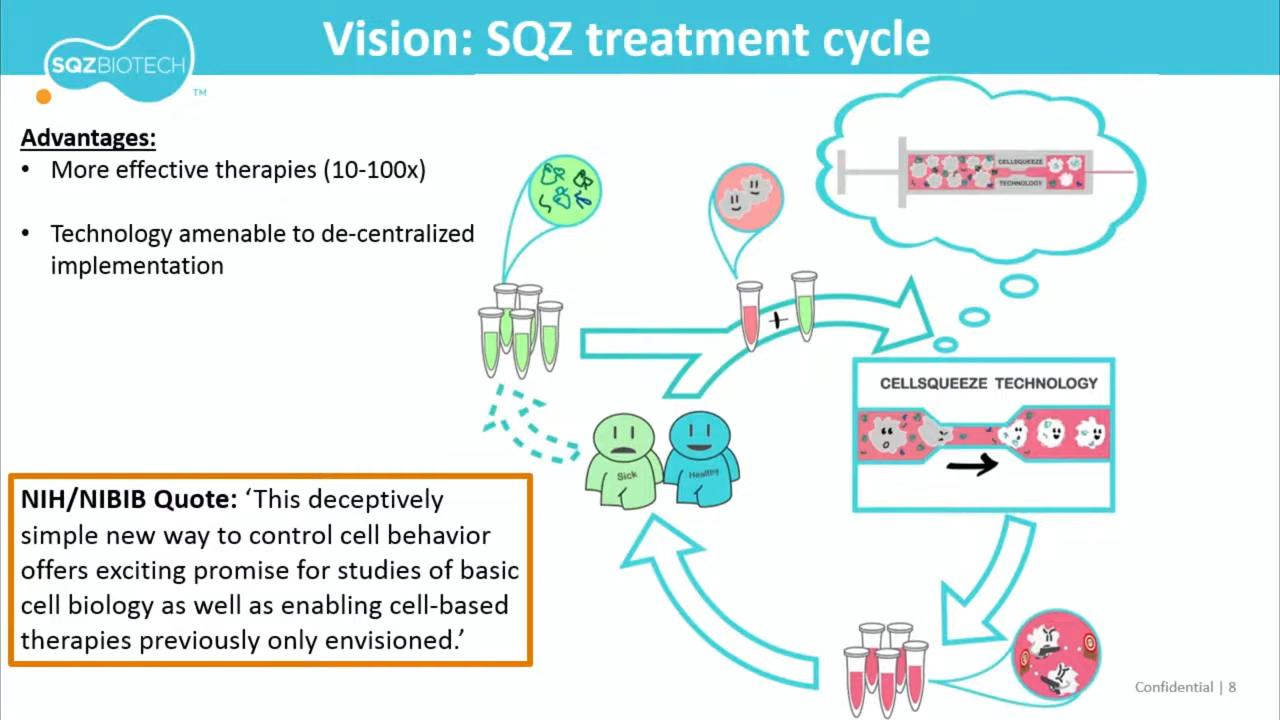 Vision: SQZ treatment cycle
SQZBIOTECH
TM
Advantages:
• More effective therapies (10-100x)
• Technology amenable to de-centralized
implementation
CELLSQUEEZE
TECHNOLOGY
+
CELLSQUEEZE TECHNOLOGY
Sick
Healthy
NIH/NIBIB Quote: ‘This deceptively
simple new way to control cell behavior
offers exciting promise for studies of basic
cell biology as well as enabling cell-based
therapies previously only envisioned.’
Confidential | 8